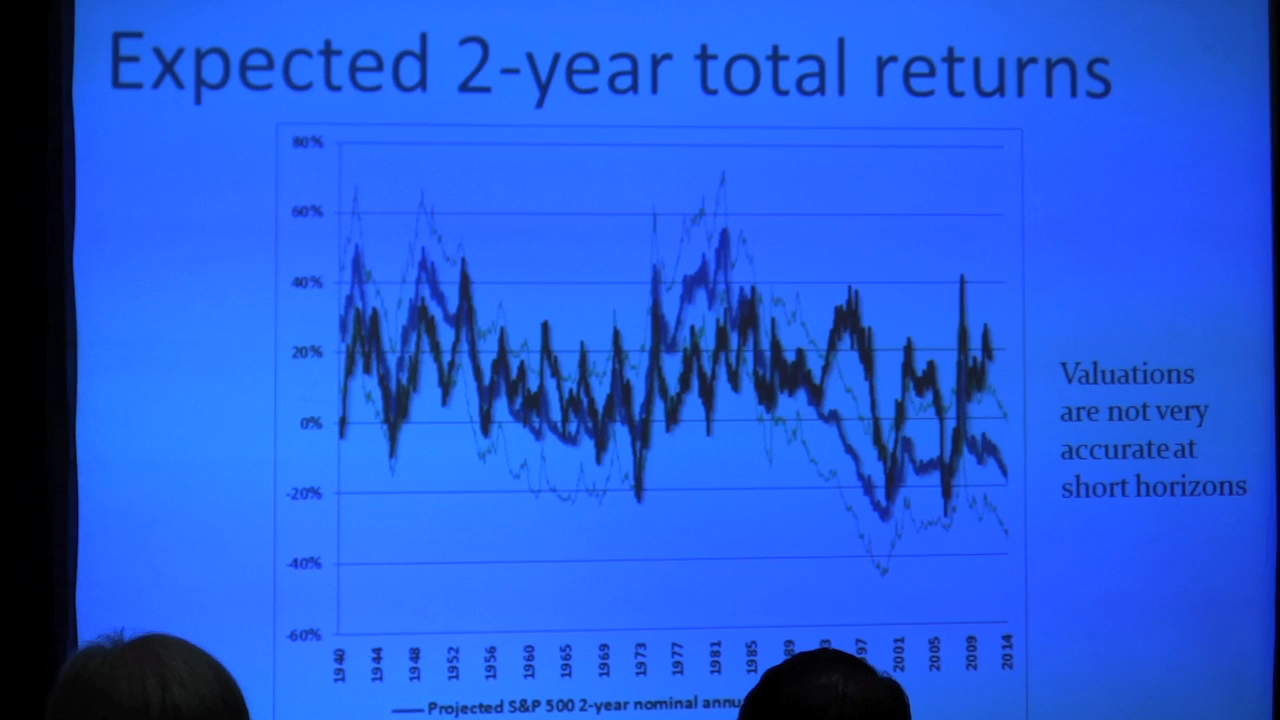 Expected 2-year total returns
80%
60%
40%
20%
0%
-20%
-40%
-60%
Valuations
are not very
accurate at
short horizons
1940 1944 1948 1952 1956 1960 1965 1969 1973 1977 1981 1985 89 97 2001 2005 2009 2014
Projected S&P 500 2-year nominal